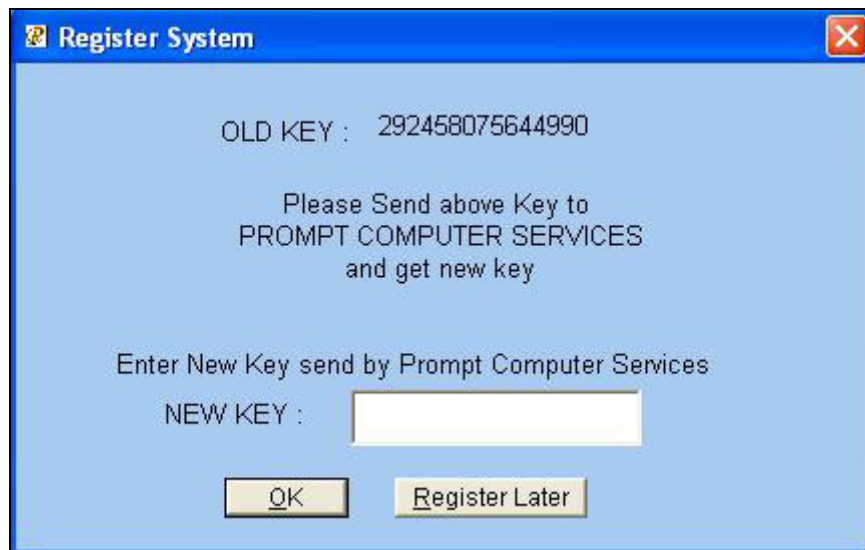 Register System
OLD KEY : 292458075644990
Please Send above Key to
PROMPT COMPUTER SERVICES
and get new key
Enter New Key send by Prompt Computer Services
NEW KEY :
OK Register Later